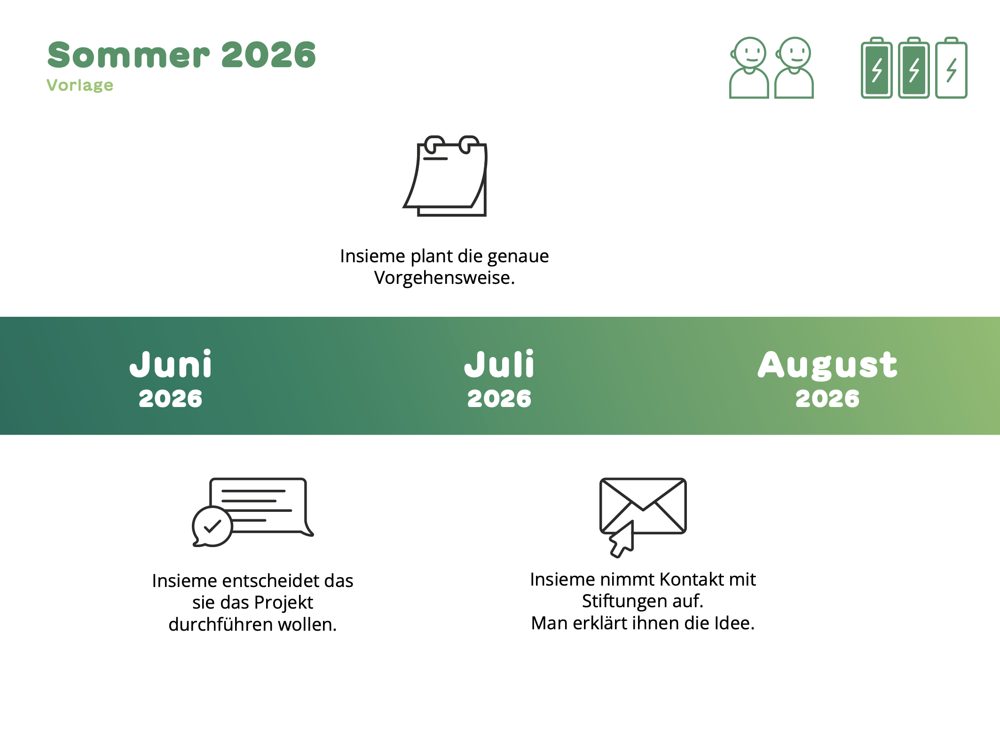 Sommer 2026
Vorlage
Insieme plant die genaue
Vorgehensweise.
Juni
2026
Juli
2026
August
2026
Insieme entscheidet das
sie das Projekt
durchführen wollen.
Insieme nimmt Kontakt mit
Stiftungen auf.
Man erklärt ihnen die Idee.